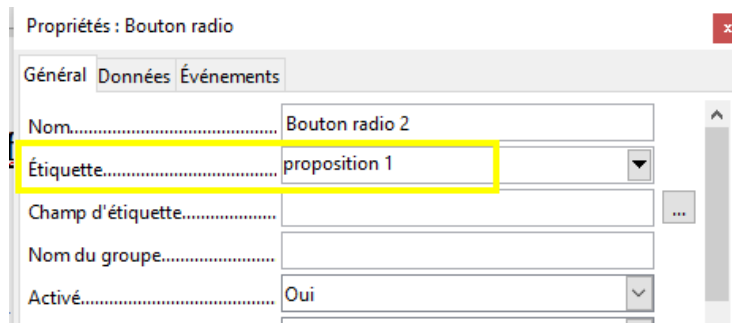 Propriétés : Bouton radio
x
Général Données Événements
Nom.............................................. Bouton radio 2
Étiquette...................................... proposition 1
Champ d'étiquette.................... ...
Nom du groupe.........................
Activé........................................... Oui